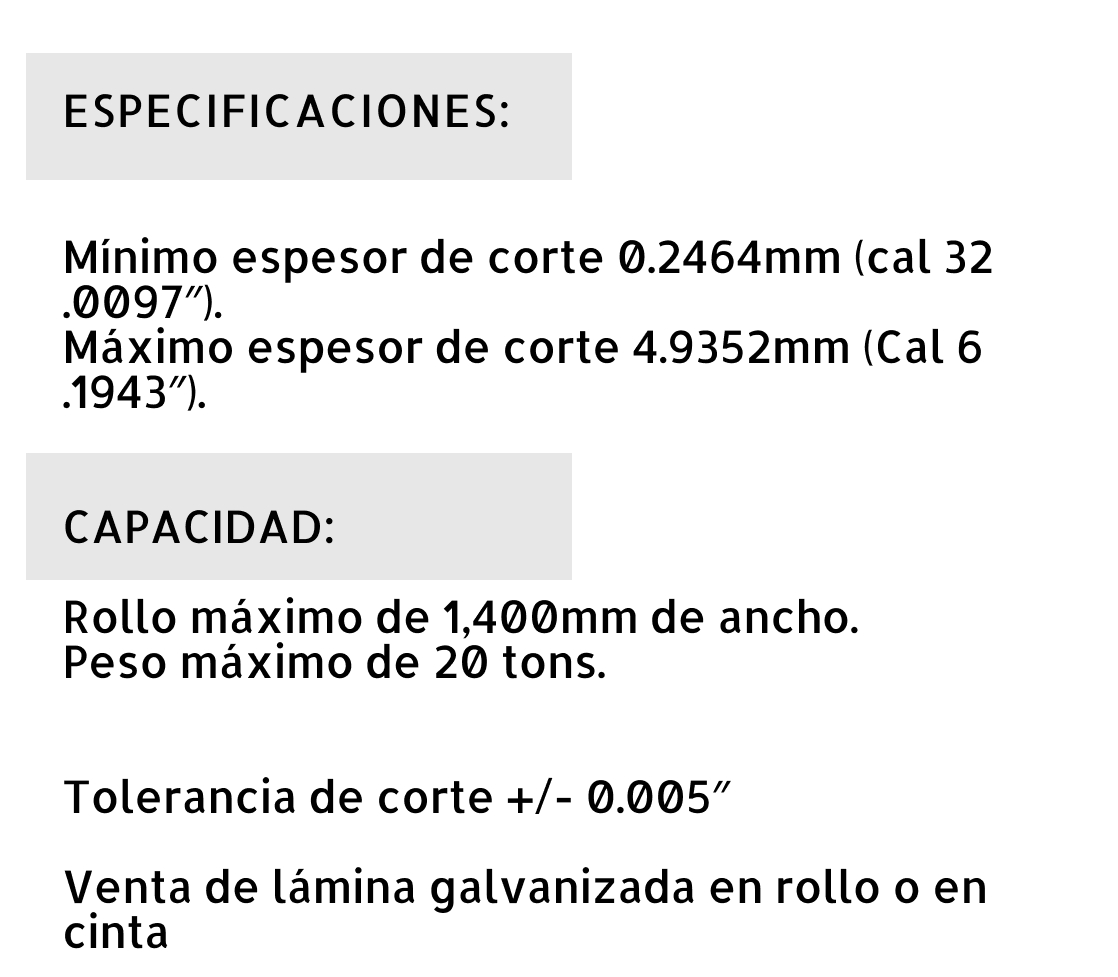 ESPECIFICACIONES:
Mínimo espesor de corte 0.2464mm (cal 32
.0097″).
Máximo espesor de corte 4.9352mm (Cal 6
.1943″).
CAPACIDAD:
Rollo máximo de 1,400mm de ancho.
Peso máximo de 20 tons.
Tolerancia de corte +/- 0.005″
Venta de lámina galvanizada en rollo o en
cinta